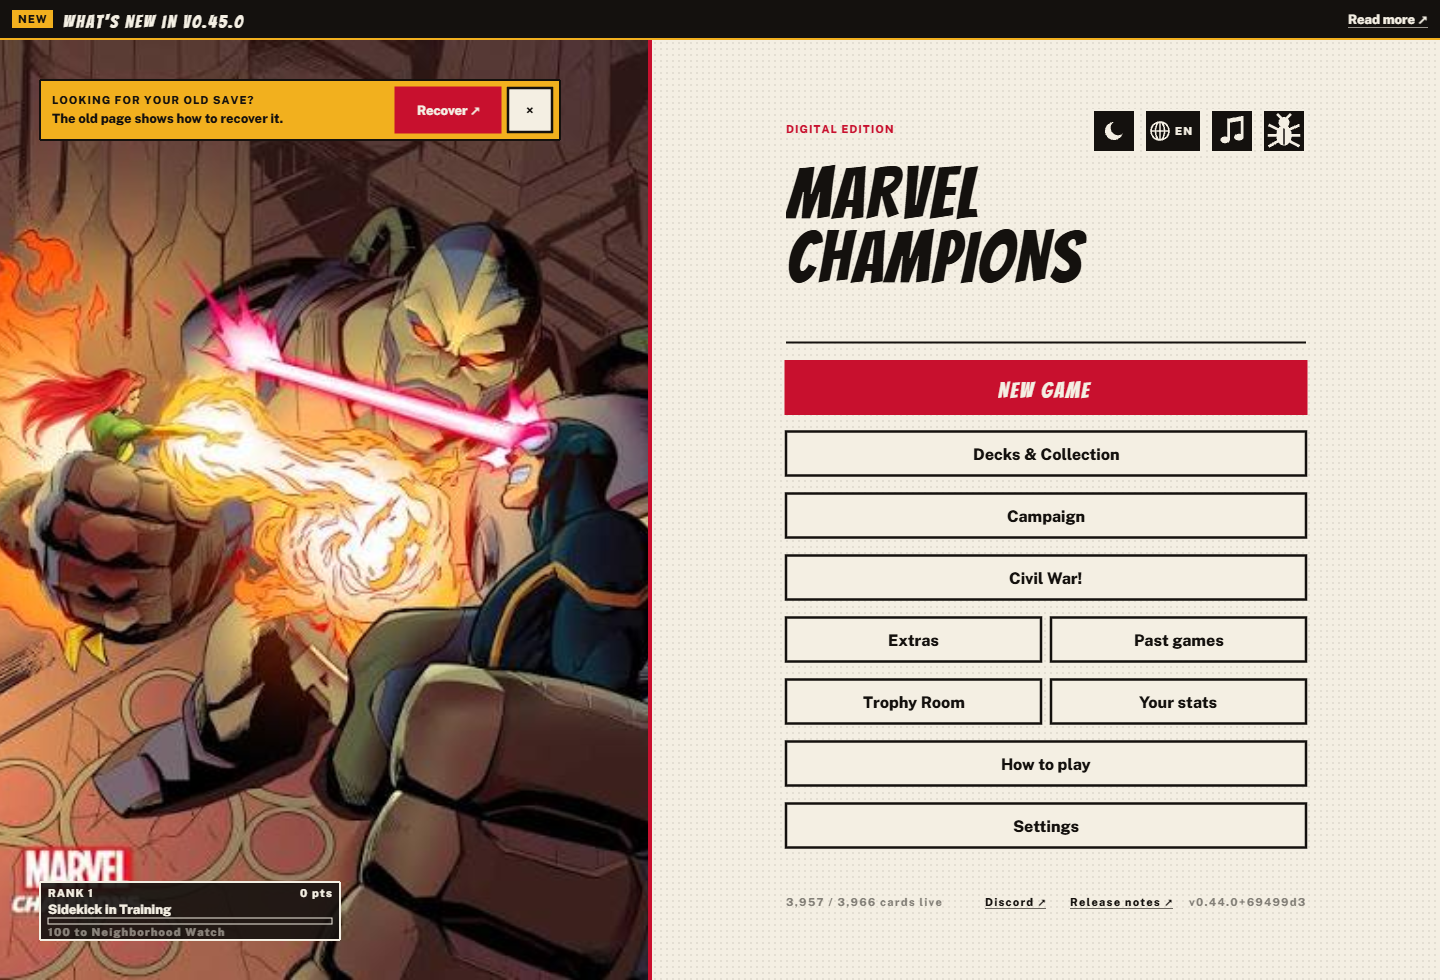 NEW WHAT'S NEW IN V0.45.0 Read more ↗
LOOKING FOR YOUR OLD SAVE?
The old page shows how to recover it.
Recover ↗
×
DIGITAL EDITION
EN
MARVEL
CHAMPIONS
NEW GAME
Decks & Collection
Campaign
Civil War!
Extras
Past games
Trophy Room
Your stats
How to play
Settings
MARVEL
CH
RANK 1 0 pts
Sidekick in Training
100 to Neighborhood Watch
3,957 / 3,966 cards live Discord ↗ Release notes ↗ v0.44.0+69499d3